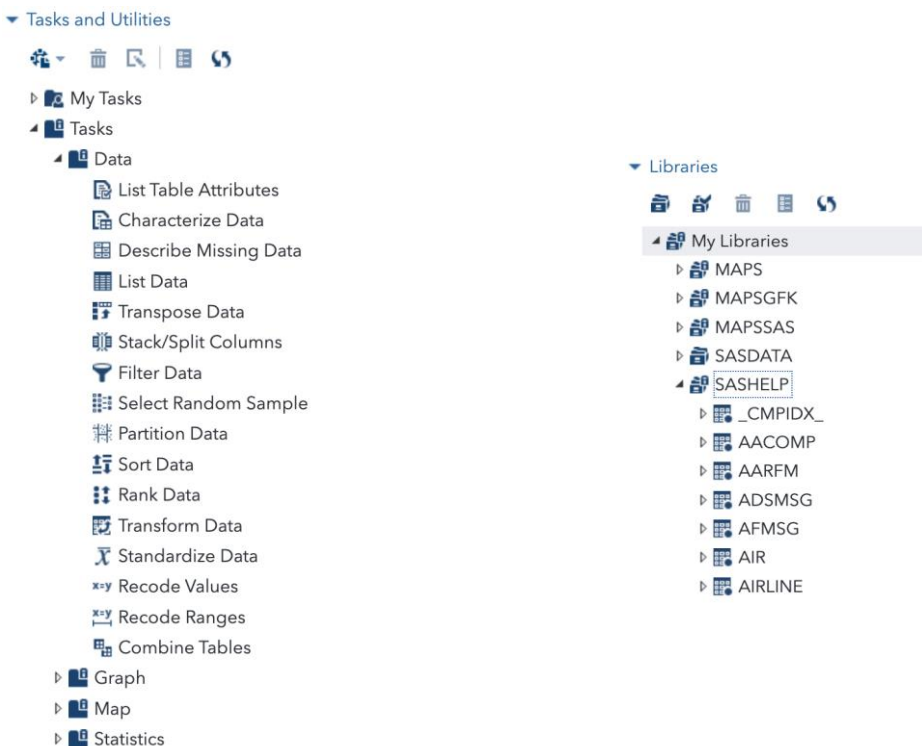 Tasks and Utilities
My Tasks
Tasks
Data
List Table Attributes
Characterize Data
Describe Missing Data
List Data
Transpose Data
Stack/Split Columns
Filter Data
Select Random Sample
Partition Data
Sort Data
Rank Data
Transform Data
Standardize Data
Recode Values
Recode Ranges
Combine Tables
Graph
Map
Statistics
Libraries
My Libraries
MAPS
MAPSGFK
MAPSSAS
SASDATA
SASHELP
_CMPIDX_
AACOMP
AARFM
ADSMSG
AFMSG
AIR
AIRLINE